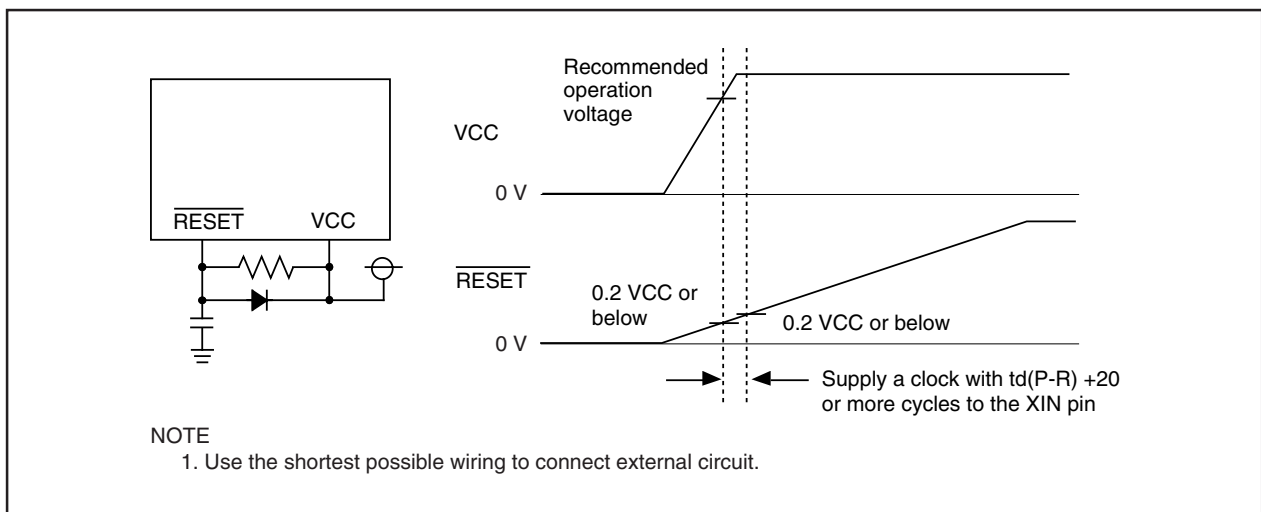 RESET
VCC
Recommended
operation
voltage
VCC
0 V
RESET
0.2 VCC or
below
0.2 VCC or below
0 V
Supply a clock with td(P-R) +20
or more cycles to the XIN pin
NOTE
1. Use the shortest possible wiring to connect external circuit.